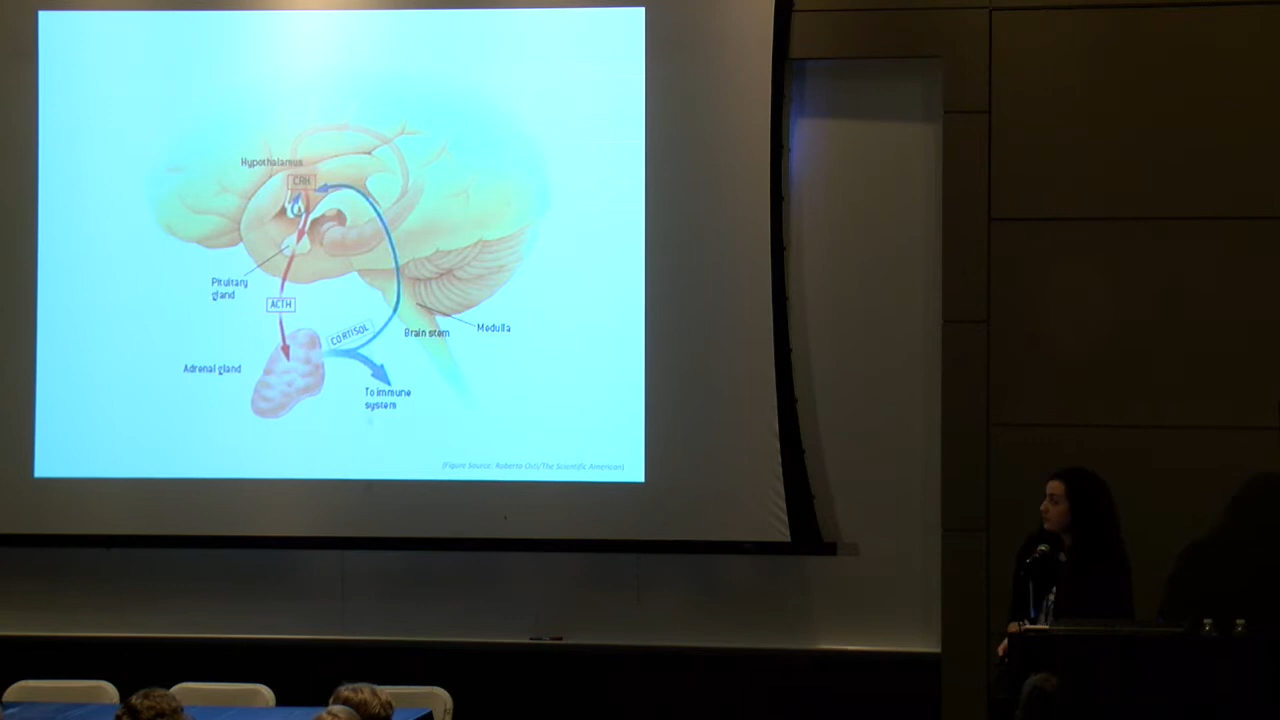 Hypothalamus
CRH
Pituitary
gland
ACTH
CORTISOL
Brain stem
Medulla
Adrenal gland
To immune
system
(Figure Source: Roberto Osti/The Scientific American)